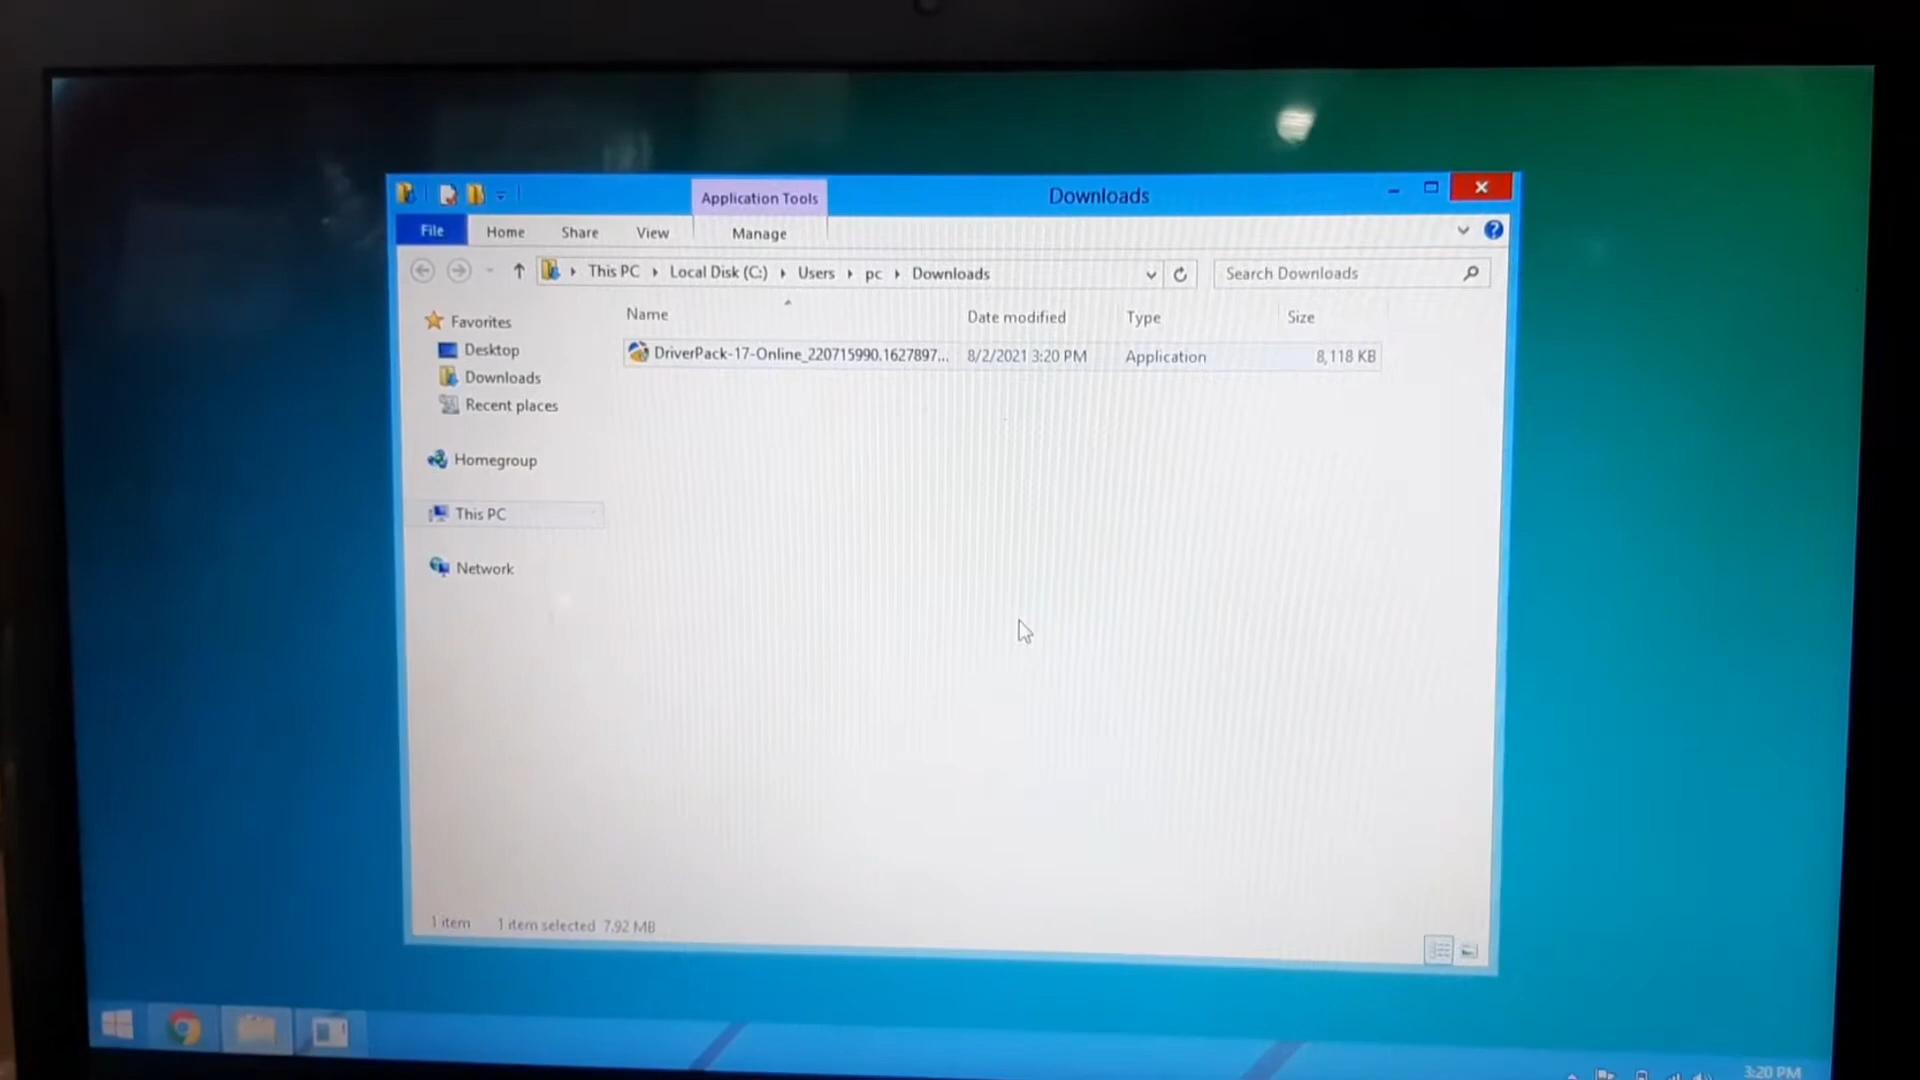 Application Tools
Downloads
File
Home
Share
View
Manage
This PC
Local Disk (C:)
Users
pc
Downloads
Search Downloads
Name
Date modified
Type
Size
Favorites
Desktop
Downloads
Recent places
Homegroup
This PC
Network
DriverPack-17-Online_220715990.1627897...
8/2/2021 3:20 PM
Application
8,118 KB
1 item
1 item selected 7.92 MB
3:20 PM